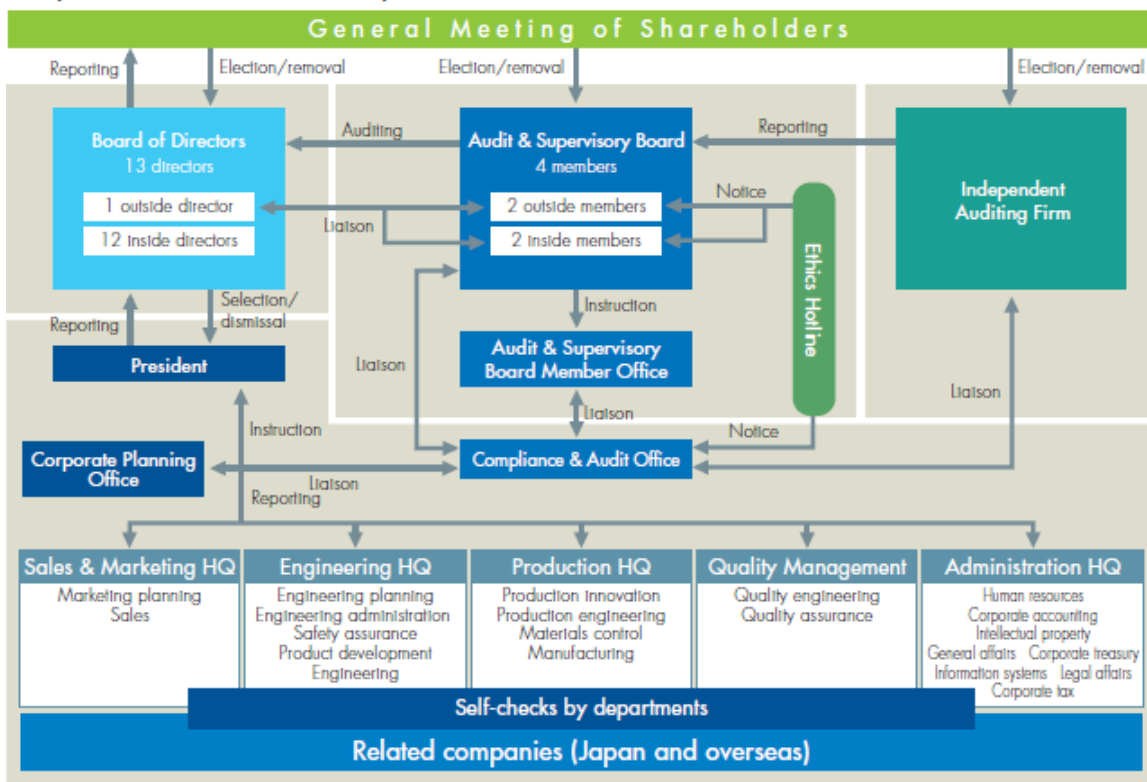 General Meeting of Shareholders
Reporting
Election/removal
Election/removal
Election/removal
Board of Directors
13 directors
1 outside director
12 inside directors
Auditing
Audit & Supervisory Board
4 members
2 outside members
2 inside members
Reporting
Notice
Independent
Auditing Firm
Liaison
Ethics Hotline
Reporting
Selection/
dismissal
Instruction
President
Liaison
Audit & Supervisory
Board Member Office
Liaison
Liaison
Instruction
Notice
Corporate Planning
Office
Liaison
Compliance & Audit Office
Reporting
Sales & Marketing HQ
Marketing planning
Sales
Engineering HQ
Engineering planning
Engineering administration
Safety assurance
Product development
Engineering
Production HQ
Production innovation
Production engineering
Materials control
Manufacturing
Quality Management
Quality engineering
Quality assurance
Administration HQ
Human resources
Corporate accounting
Intellectual property
General affairs Corporate treasury
Information systems Legal affairs
Corporate tax
Self-checks by departments
Related companies (Japan and overseas)